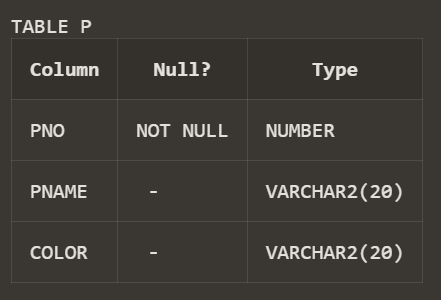 TABLE P
Column Null? Type
PNO NOT NULL NUMBER
PNAME - VARCHAR2(20)
COLOR - VARCHAR2(20)